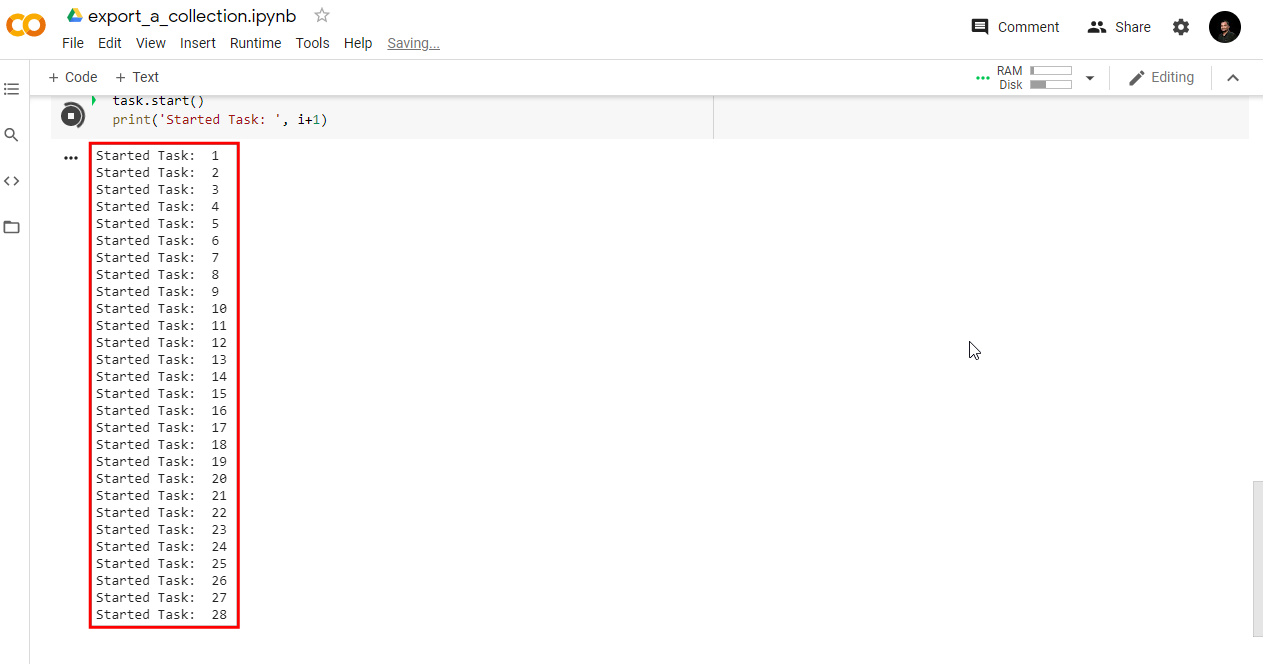 export_a_collection.ipynb
File Edit View Insert Runtime Tools Help Saving...
Comment Share
+ Code + Text
RAM
Disk
Editing
task.start()
print('Started Task: ', i+1)
Started Task:  1
Started Task:  2
Started Task:  3
Started Task:  4
Started Task:  5
Started Task:  6
Started Task:  7
Started Task:  8
Started Task:  9
Started Task:  10
Started Task:  11
Started Task:  12
Started Task:  13
Started Task:  14
Started Task:  15
Started Task:  16
Started Task:  17
Started Task:  18
Started Task:  19
Started Task:  20
Started Task:  21
Started Task:  22
Started Task:  23
Started Task:  24
Started Task:  25
Started Task:  26
Started Task:  27
Started Task:  28